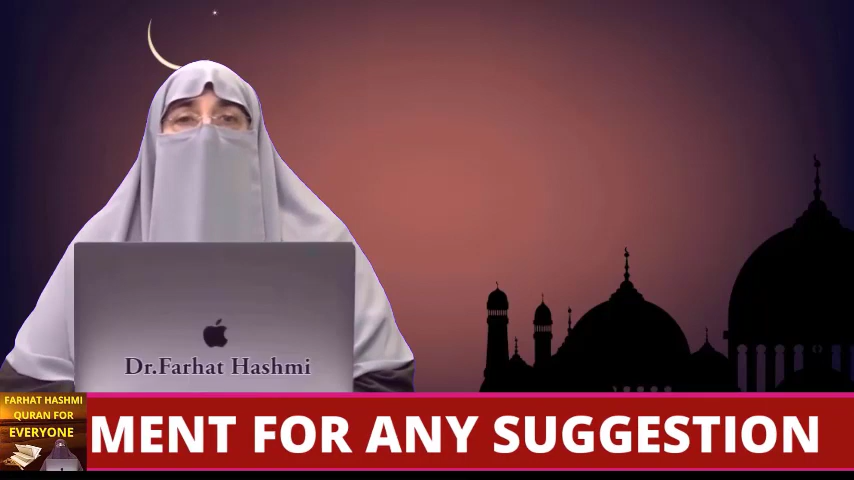 Dr.Farhat Hashmi
FARHAT HASHMI
QURAN FOR
EVERYONE
MENT FOR ANY SUGGESTION